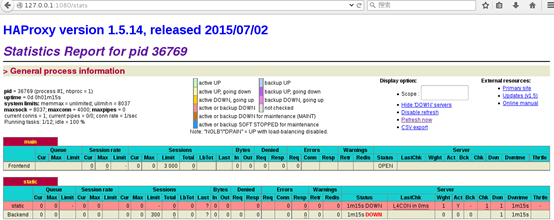 127.0.0.1:1080/stats
搜索
HAProxy version 1.5.14, released 2015/07/02
Statistics Report for pid 36769
> General process information
pid = 36769 (process #1, nbproc = 1)
uptime = 0d 0h01m15s
system limits: memmax = unlimited; ulimit-n = 8037
maxsock = 8037; maxconn = 4000; maxpipes = 0
current conns = 1; current pipes = 0/0; conn rate = 1/sec
Running tasks: 1/12; idle = 100 %
active UP
backup UP
active UP, going down
backup UP, going down
active DOWN, going up
backup DOWN, going up
active or backup DOWN
not checked
active or backup DOWN for maintenance (MAINT)
active or backup SOFT STOPPED for maintenance
Note: "NOLB"/"DRAIN" = UP with load-balancing disabled.
Display option:
Scope :
Hide 'DOWN' servers
Disable refresh
Refresh now
CSV export
External resources:
Primary site
Updates (v1.5)
Online manual
main
Queue Session rate Sessions Bytes Denied Errors Warnings Server
Cur Max Limit Cur Max Limit Cur Max Limit Total LbTot Last In Out Req Resp Req Conn Resp Retr Redis Status LastChk Wght Act Bck Chk Dwn Dwntme Thrtle
Frontend 0 0 - 0 0 3 000 0 0 0 0 0 0 OPEN
static
Queue Session rate Sessions Bytes Denied Errors Warnings Server
Cur Max Limit Cur Max Limit Cur Max Limit Total LbTot Last In Out Req Resp Req Conn Resp Retr Redis Status LastChk Wght Act Bck Chk Dwn Dwntme Thrtle
static 0 0 - 0 0 0 0 - 0 0 ? 0 0 0 0 0 0 0 1m15s DOWN L4CON in 0ms 1 Y - 1 1 1m15s -
Backend 0 0 0 0 0 0 300 0 0 ? 0 0 0 0 0 0 0 0 1m15s DOWN 0 0 0 1 1m15s